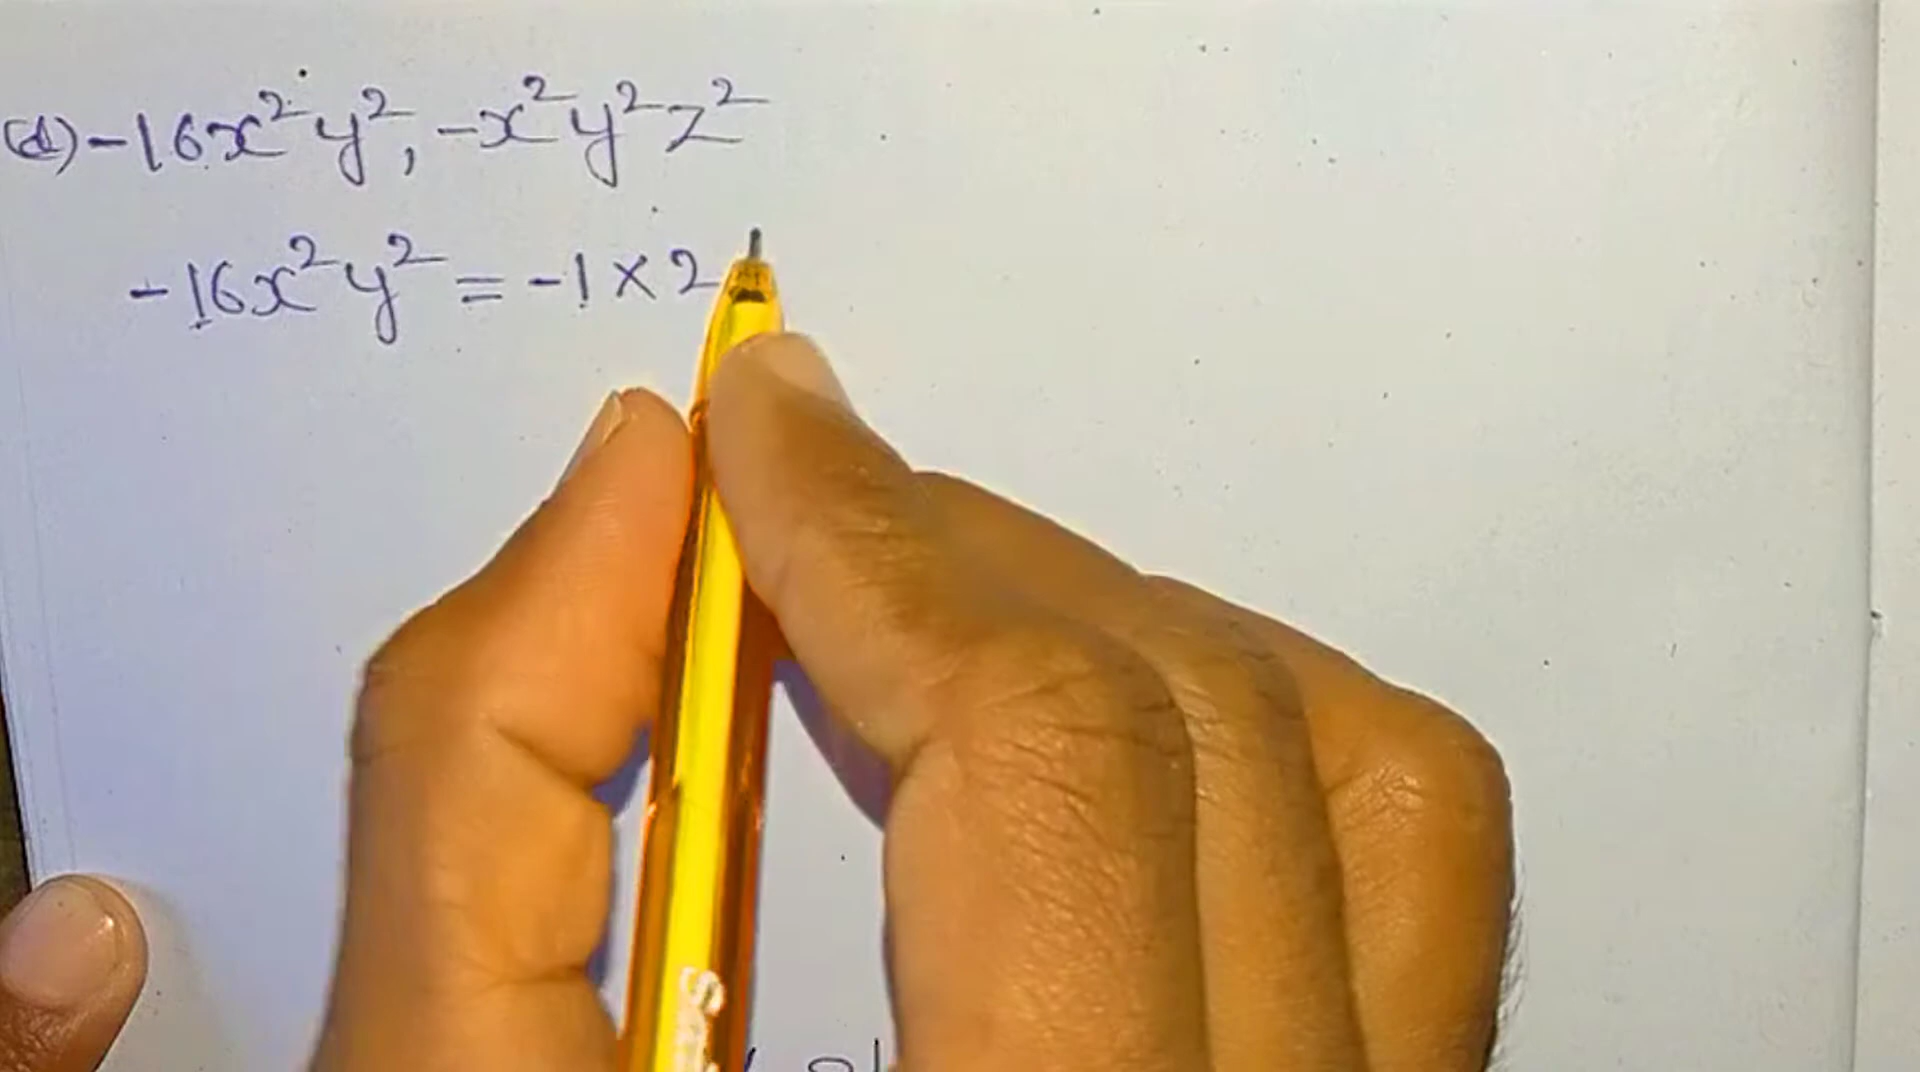 (d) -16x²y², -x²y²z²
-16x²y² = -1 × 2